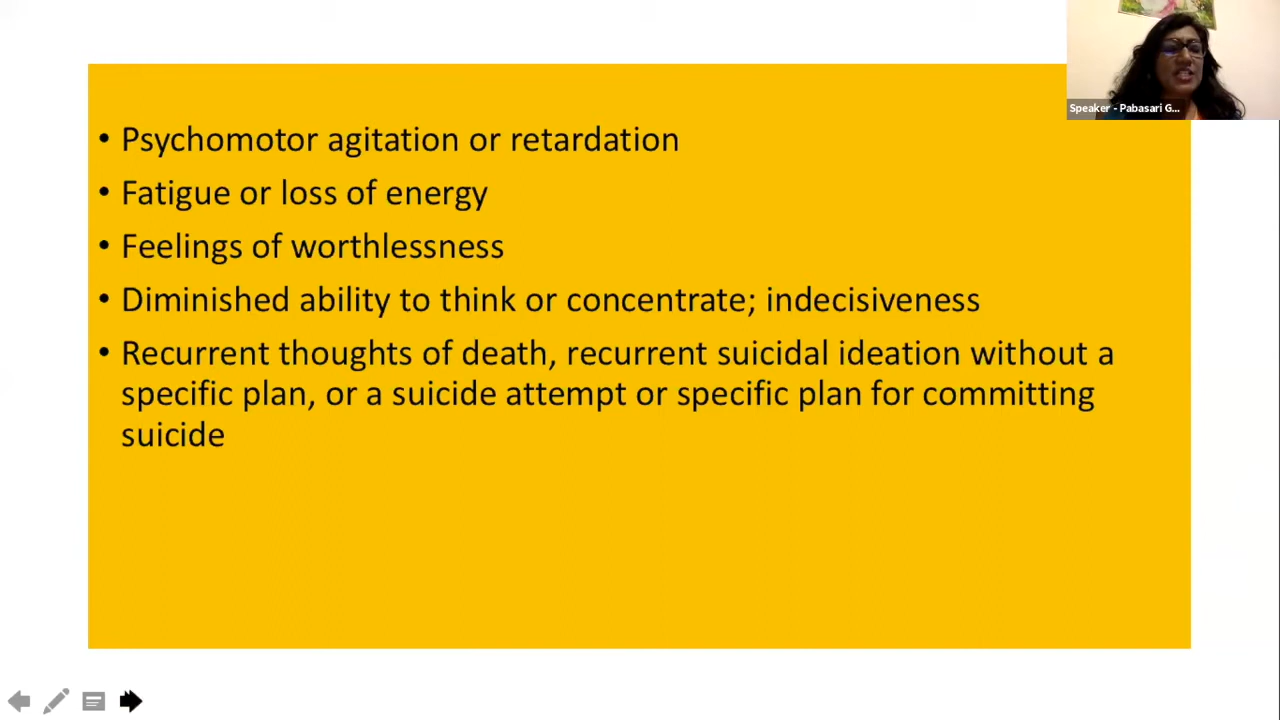 Speaker - Pabasari G...
• Psychomotor agitation or retardation
• Fatigue or loss of energy
• Feelings of worthlessness
• Diminished ability to think or concentrate; indecisiveness
• Recurrent thoughts of death, recurrent suicidal ideation without a
specific plan, or a suicide attempt or specific plan for committing
suicide